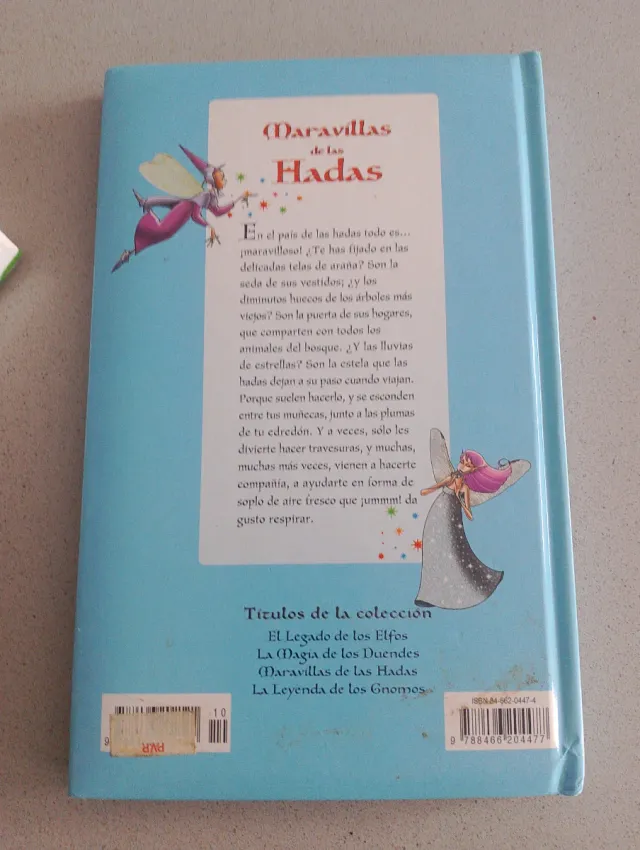 Maravillas
de las
Hadas
En el país de las hadas todo es...
¡maravilloso! ¿Te has fijado en las
delicadas telas de araña? Son la
seda de sus vestidos; ¿y los
diminutos huecos de los árboles más
viejos? Son la puerta de sus hogares,
que comparten con todos los
animales del bosque. ¿Y las lluvias
de estrellas? Son la estela que las
hadas dejan a su paso cuando viajan.
Porque suelen hacerlo, y se esconden
entre tus muñecas, junto a las plumas
de tu edredón. Y a veces, sólo les
divierte hacer travesuras, y muchas,
muchas más veces, vienen a hacerte
compañía, a ayudarte en forma de
soplo de aire fresco que ¡ummm! da
gusto respirar.
Títulos de la colección
El Legado de los Elfos
La Magia de los Duendes
Maravillas de las Hadas
La Leyenda de los Gnomos
10
9
PVP
ISBN 84-662-0447-4
9 788466 204477